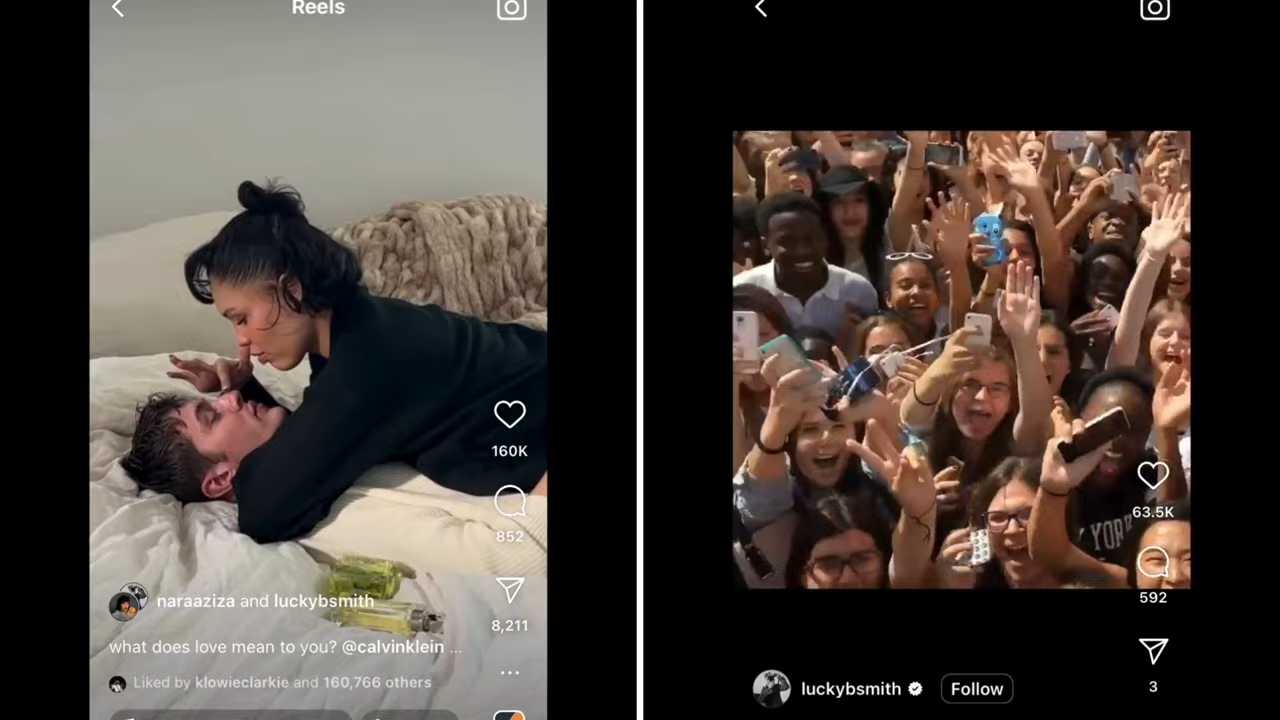 Reels
160K
852
naraaziza and luckybsmith
8,211
what does love mean to you? @calvinklein ...
Liked by klowieclarkie and 160,766 others
YORK
63.5K
592
luckybsmith
Follow
3